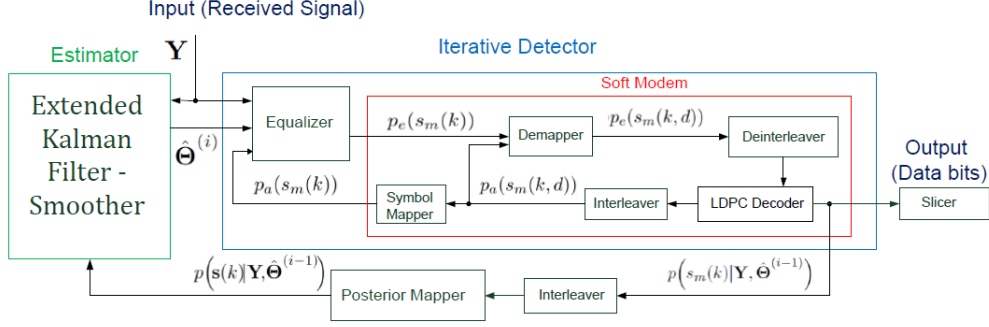 Input (Received Signal)
Y
Iterative Detector
Estimator
Extended
Kalman
Filter -
Smoother
Θ̂^(i)
Soft Modem
Equalizer
p_e(s_m(k))
Demapper
p_e(s_m(k, d))
Deinterleaver
Output
(Data bits)
p_a(s_m(k))
Symbol
Mapper
p_a(s_m(k, d))
Interleaver
LDPC Decoder
Slicer
p(s(k)|Y,Θ̂^(i−1))
Posterior Mapper
Interleaver
p(s_m(k)|Y, Θ̂^(i−1))